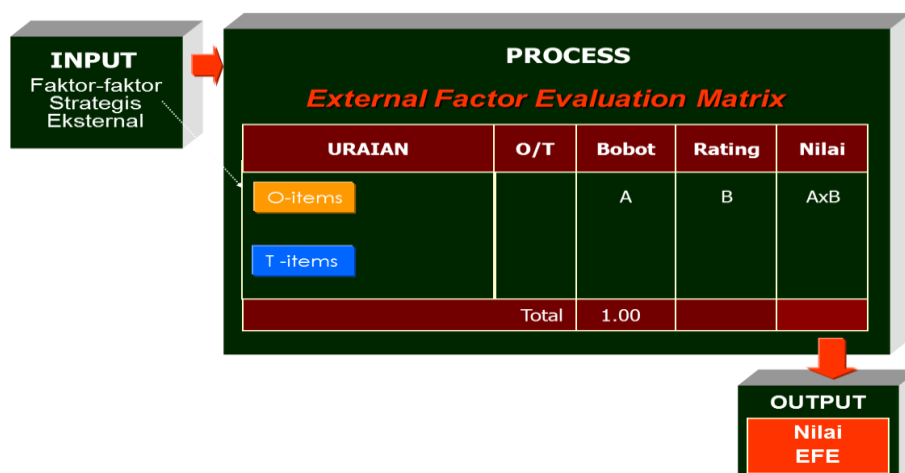 INPUT
Faktor-faktor
Strategis
Eksternal
PROCESS
External Factor Evaluation Matrix
URAIAN O/T Bobot Rating Nilai
O-items A B AxB
T -items
Total 1.00
OUTPUT
Nilai
EFE